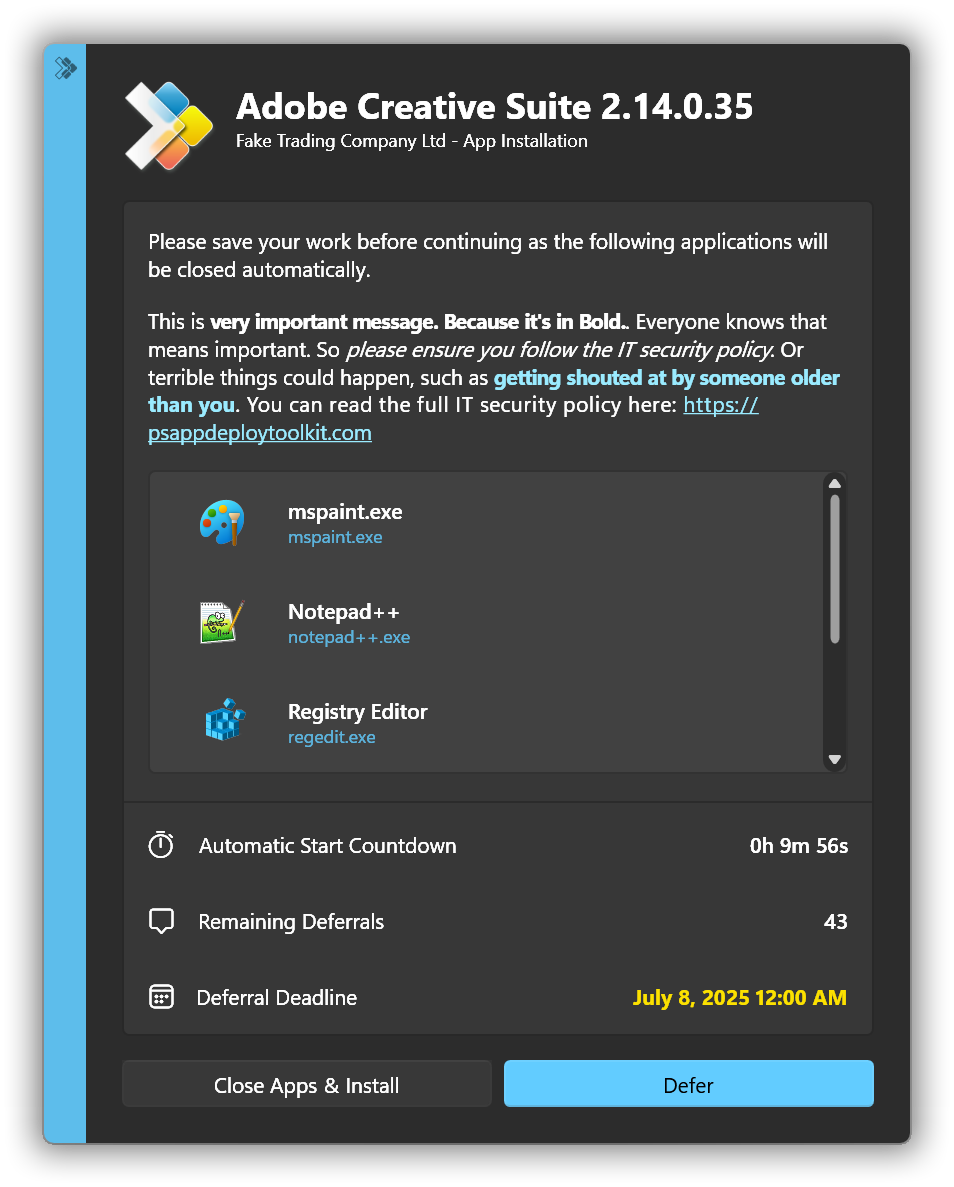 Adobe Creative Suite 2.14.0.35
Fake Trading Company Ltd - App Installation
Please save your work before continuing as the following applications will
be closed automatically.
This is very important message. Because it's in Bold.. Everyone knows that
means important. So please ensure you follow the IT security policy. Or
terrible things could happen, such as getting shouted at by someone older
than you. You can read the full IT security policy here: https://
psappdeploytoolkit.com
mspaint.exe
mspaint.exe
Notepad++
notepad++.exe
Registry Editor
regedit.exe
Automatic Start Countdown 0h 9m 56s
Remaining Deferrals 43
Deferral Deadline July 8, 2025 12:00 AM
Close Apps & Install Defer